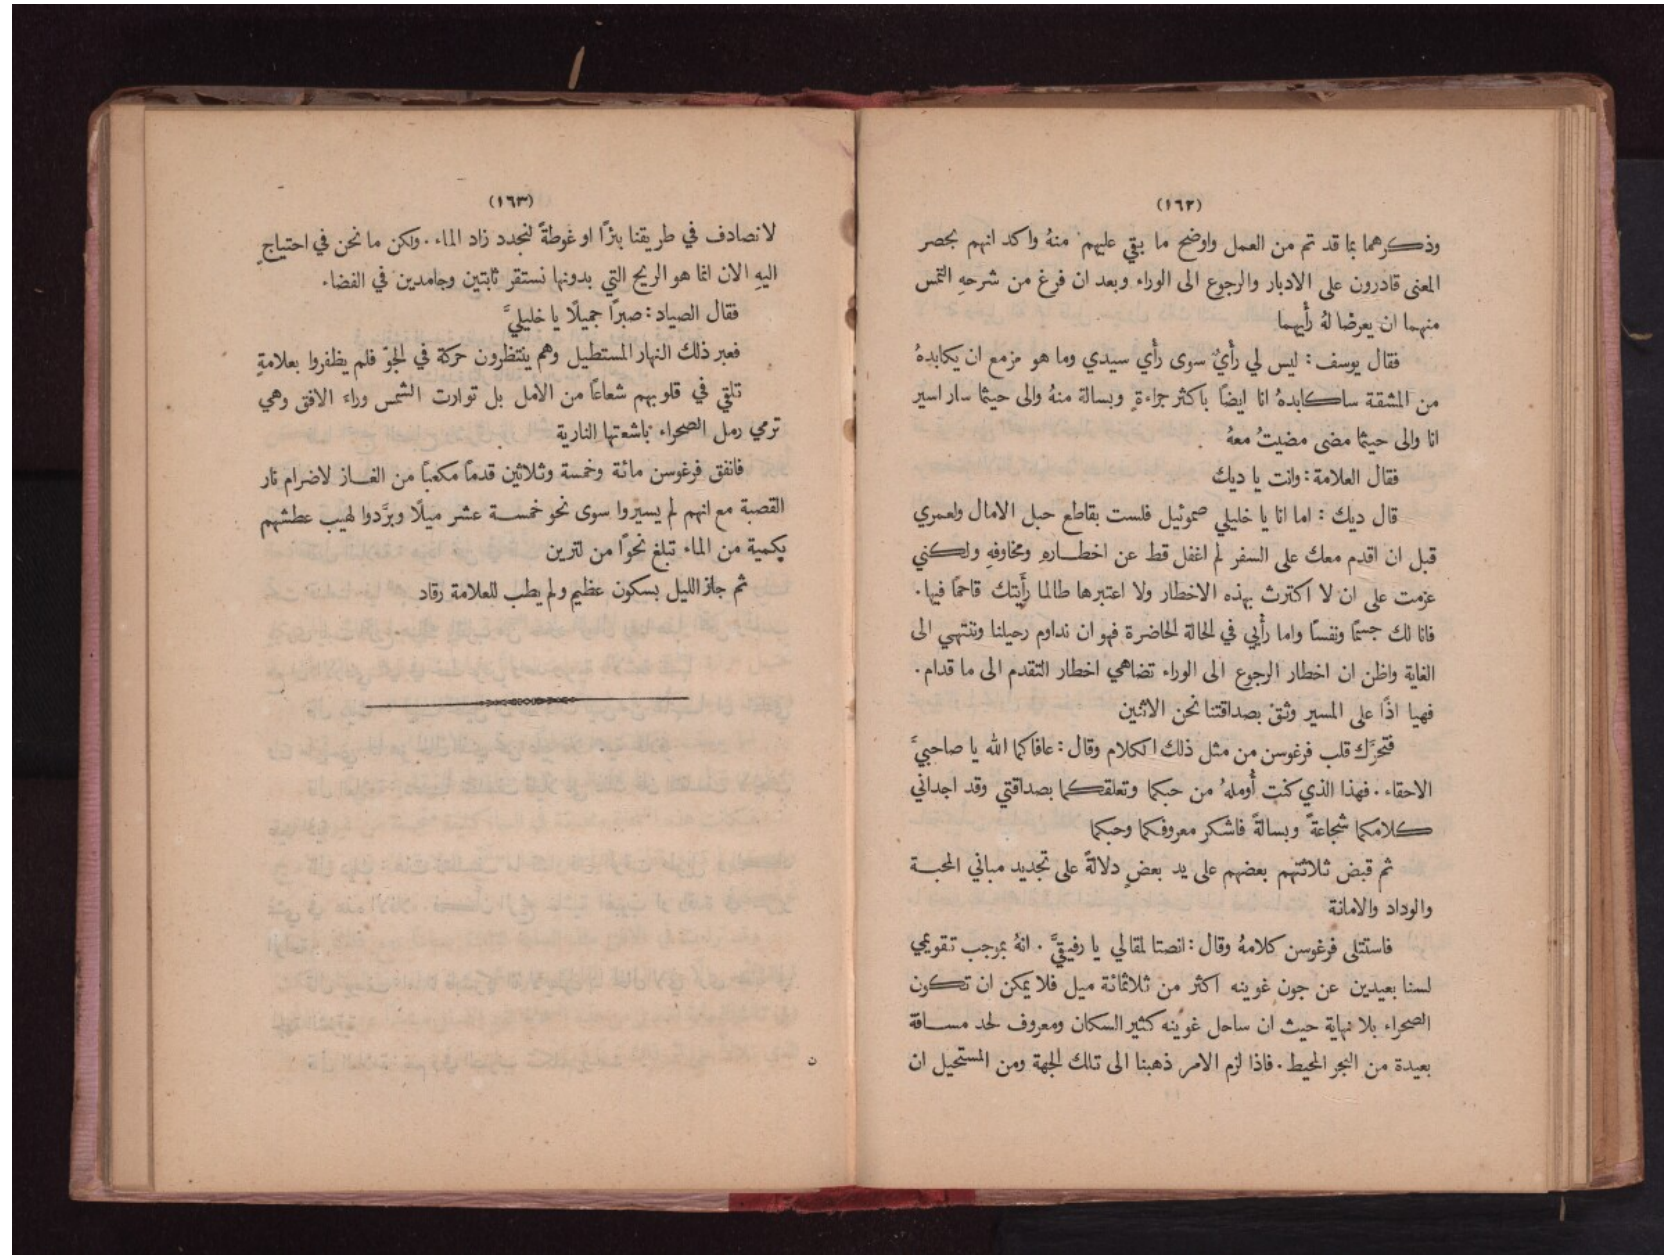 (١٦٢)
وذكرهما بما قد تم من العمل واوضح ما بقي عليهم منهُ واكد انهم بحصر
المعنى قادرون على الادبار والرجوع الى الوراء وبعد ان فرغ من شرحهِ التمس
منهما ان يعرضا لهُ رأيهما
فقال يوسف : ليس لي رأيٌ سوى رأي سيدي وما هو مزمع ان يكابدهُ
من المشقة ساكابدهُ انا ايضاً باكثر جراءةٍ وبسالة منهُ والى حيثما سار اسير
انا والى حيثما مضى مضيتُ معهُ
فقال العلامة : وانت يا ديك
قال ديك : اما انا يا خليلي صموئيل فلست بقاطع حبل الامال ولعمري
قبل ان اقدم معك على السفر لم اغفل قط عن اخطارهِ ومخاوفهِ ولكني
عزمت على ان لا اكترث بهذه الاخطار ولا اعتبرها طالما رأيتك قاحمًا فيها .
فانا لك جسمًا ونفسًا واما رأيي في الحالة الحاضرة فهو ان نداوم رحيلنا وننتهي الى
الغاية واظن ان اخطار الرجوع الى الوراء تضاهي اخطار التقدم الى ما قدام .
فهيا اذًا على المسير وثق بصداقتنا نحن الاثنين
فتحرَّك قلب فرغوسن من مثل ذلك الكلام وقال : عافاكما الله يا صاحبيَّ
الاحقاء . فهذا الذي كنت أُوملهُ من حبكما وتعلقكما بصداقتي وقد اجداني
كلامكما شجاعةً وبسالةً فاشكر معروفكما وحبكما
ثم قبض ثلاثتهم بعضهم على يد بعضٍ دلالةً على تجديد مباني المحبة
والوداد والامانة
فاستتلى فرغوسن كلامهُ وقال : انصتا لمقالي يا رفيقيَّ . انهُ بموجب تقويمي
لسنا بعيدين عن جون غوينه اكثر من ثلاثمائة ميل فلا يمكن ان تكون
الصحراء بلا نهاية حيث ان ساحل غوينه كثير السكان ومعروف لحد مسافة
بعيدة من البحر المحيط . فاذا لزم الامر ذهبنا الى تلك الجهة ومن المستحيل ان
(١٦٣)
لا نصادف في طريقنا بئرًا او غوطةً لنجدد زاد الماء . ولكن ما نحن في احتياجٍ
اليهِ الان انما هو الريح التي بدونها نستقر ثابتين وجامدين في الفضاء .
فقال الصياد : صبرًا جميلًا يا خليليَّ
فعبر ذلك النهار المستطيل وهم ينتظرون حركة في الجوّ فلم يظفروا بعلامةٍ
تلقي في قلوبهم شعاعًا من الامل بل توارت الشمس وراء الافق وهي
ترمي رمل الصحراء باشعتها النارية
فانفق فرغوسن مائة وخمسة وثلاثين قدماً مكعباً من الغاز لاضرام نار
القصبة مع انهم لم يسيروا سوى نحو خمسة عشر ميلًا وبرَّدوا لهيب عطشهم
بكمية من الماء تبلغ نحوًا من لترين
ثم جاز الليل بسكون عظيم ولم يطب للعلامة رقاد